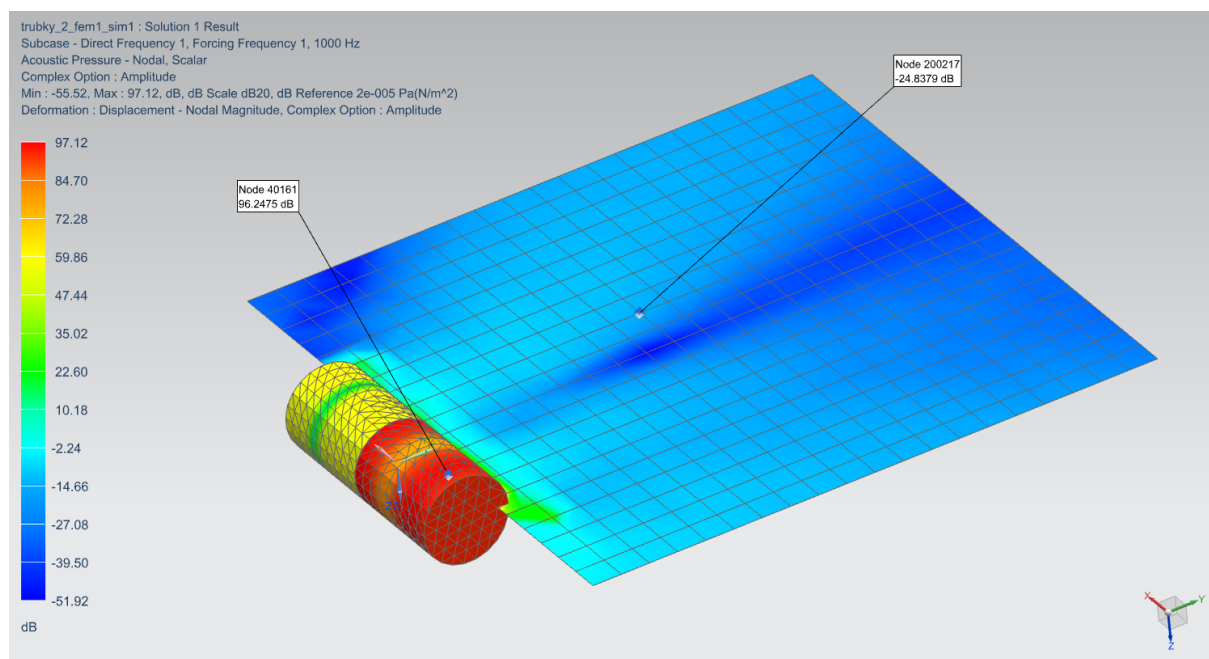 trubky_2_fem1_sim1 : Solution 1 Result
Subcase - Direct Frequency 1, Forcing Frequency 1, 1000 Hz
Acoustic Pressure - Nodal, Scalar
Complex Option : Amplitude
Min : -55.52, Max : 97.12, dB, dB Scale dB20, dB Reference 2e-005 Pa(N/m^2)
Deformation : Displacement - Nodal Magnitude, Complex Option : Amplitude
Node 200217
-24.8379 dB
Node 40161
96.2475 dB
97.12
84.70
72.28
59.86
47.44
35.02
22.60
10.18
-2.24
-14.66
-27.08
-39.50
-51.92
dB
X
Y
Z